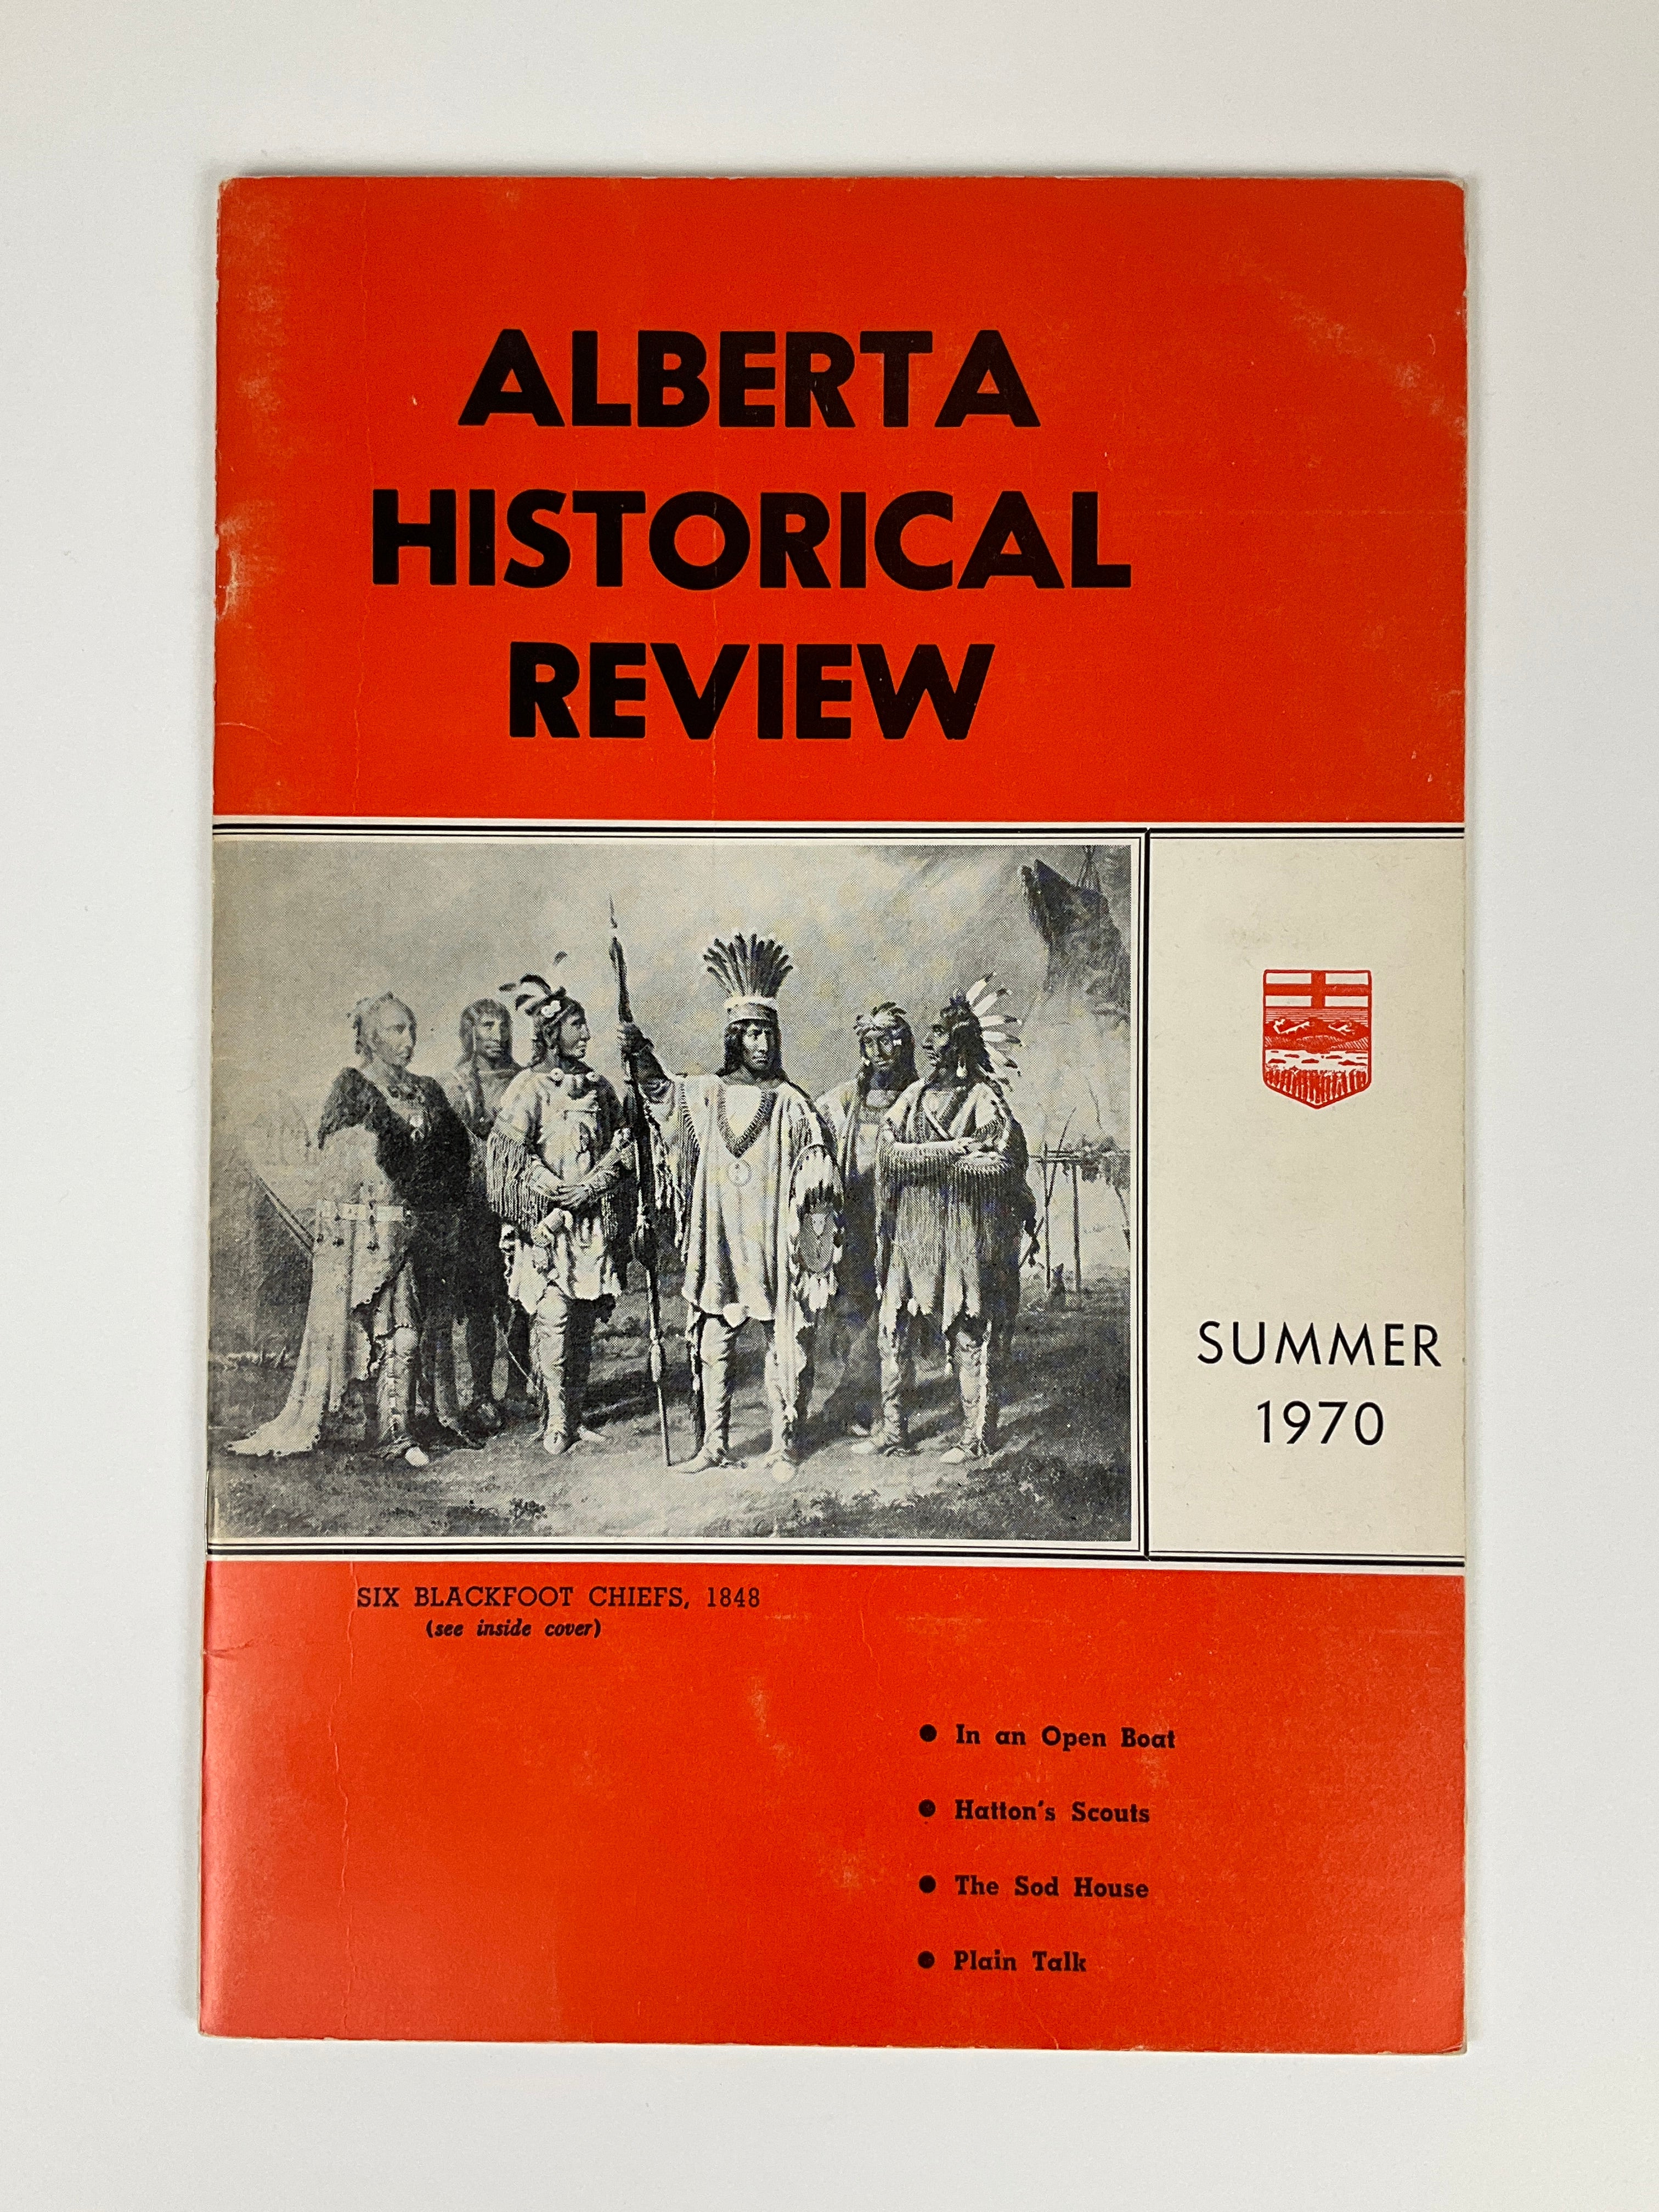 ALBERTA
HISTORICAL
REVIEW
SUMMER
1970
SIX BLACKFOOT CHIEFS, 1848
(see inside cover)
● In an Open Boat
● Hatton's Scouts
● The Sod House
● Plain Talk